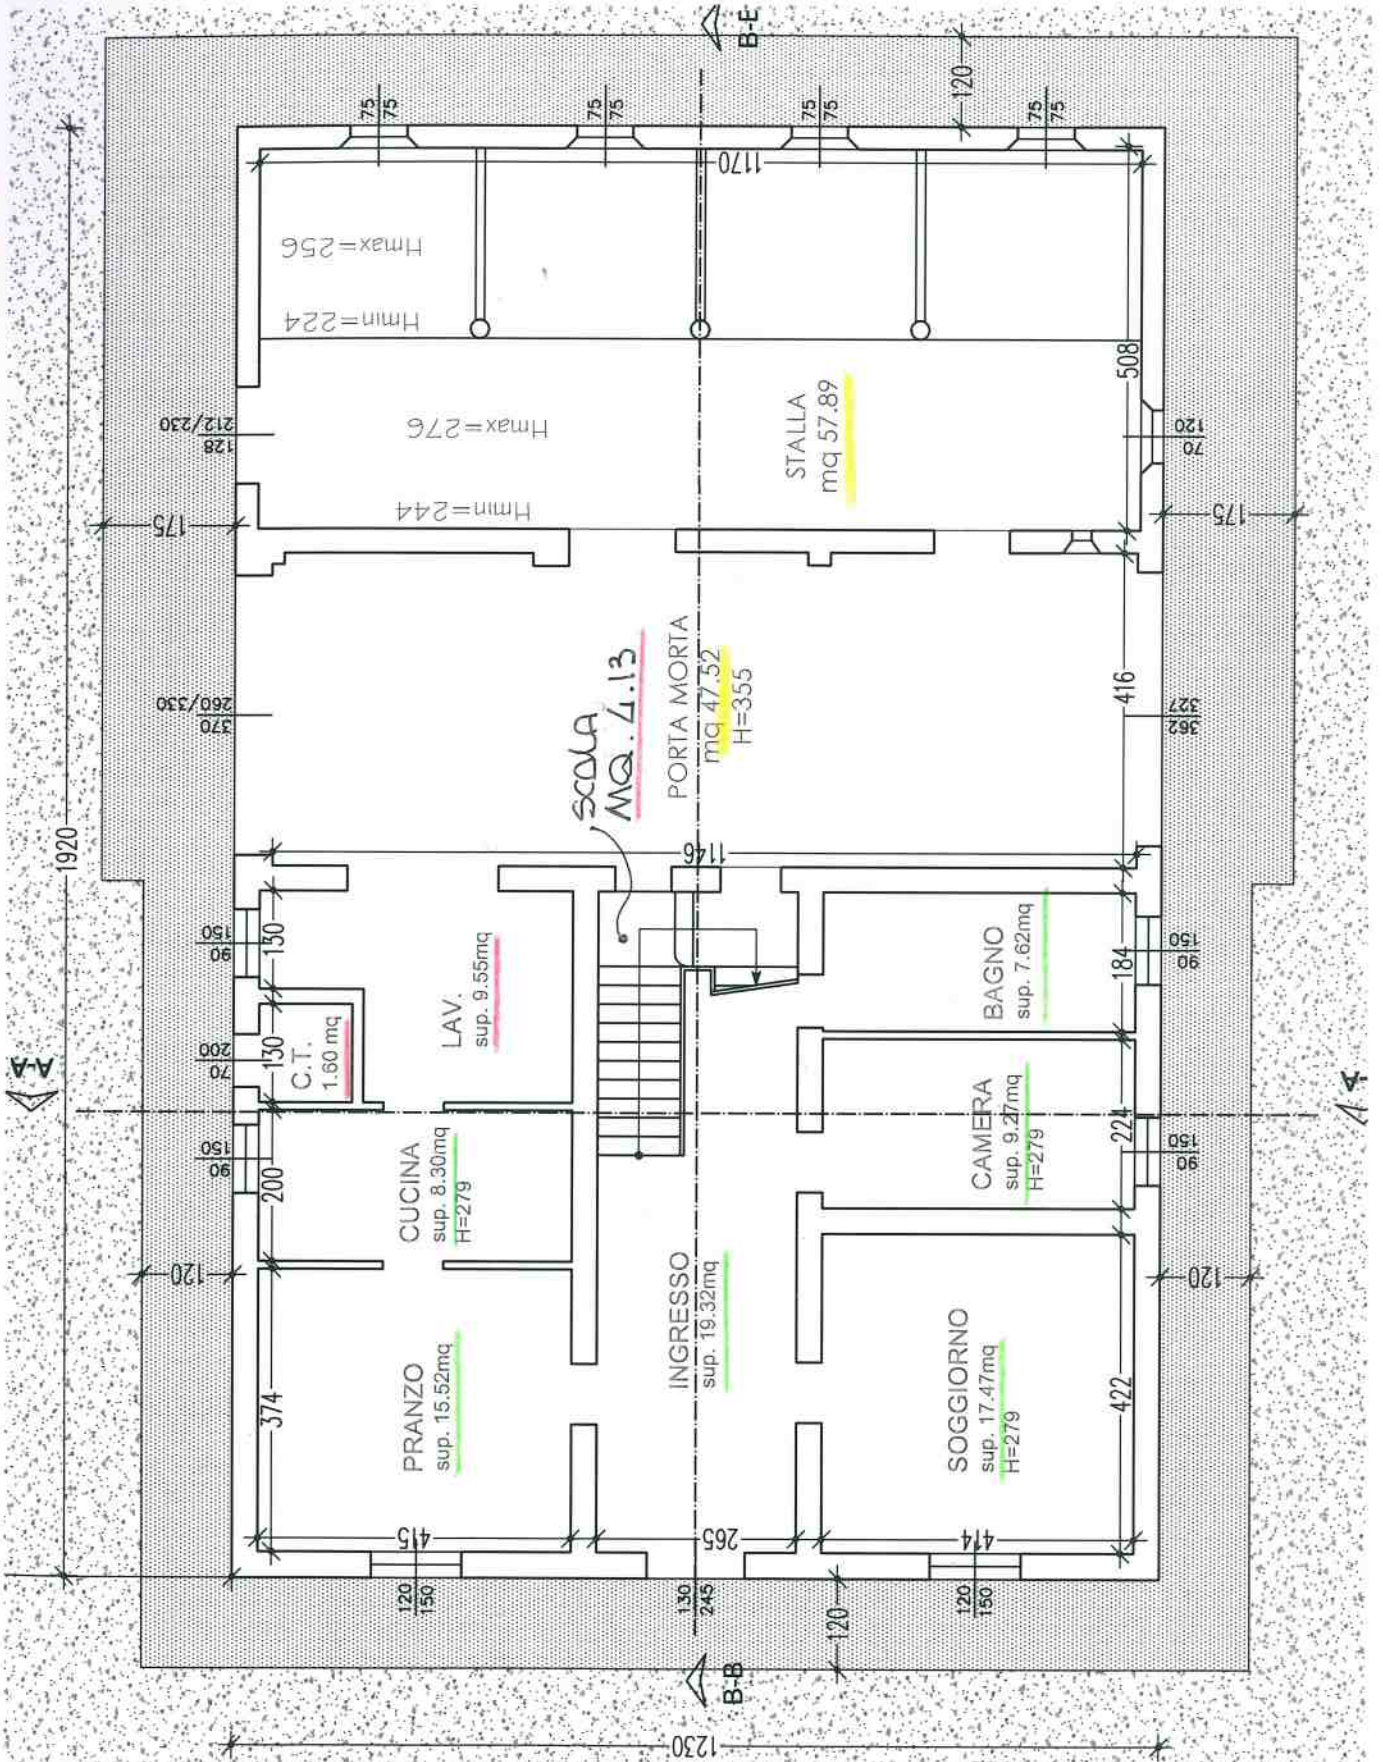 B-E
120
75
75
75
75
75
75
75
75
1170
Hmax=256
Hmin=224
Hmax=276
Hmin=244
STALLA
mq 57.89
508
212/230
128
120
70
175
175
1920
260/330
370
SCALA
MQ. 4.13
PORTA MORTA
mq 47.52
H=355
416
327
362
1146
150
90
130
LAV.
sup. 9.55mq
BAGNO
sup. 7.62mq
184
150
90
A-A
200
70
130
C.T.
1.60 mq
CAMERA
sup. 9.27mq
H=279
224
150
90
A-
150
90
200
CUCINA
sup. 8.30mq
H=279
120
120
INGRESSO
sup. 19.32mq
374
PRANZO
sup. 15.52mq
SOGGIORNO
sup. 17.47mq
H=279
422
415
265
414
120
150
130
245
120
150
120
B-B
1230